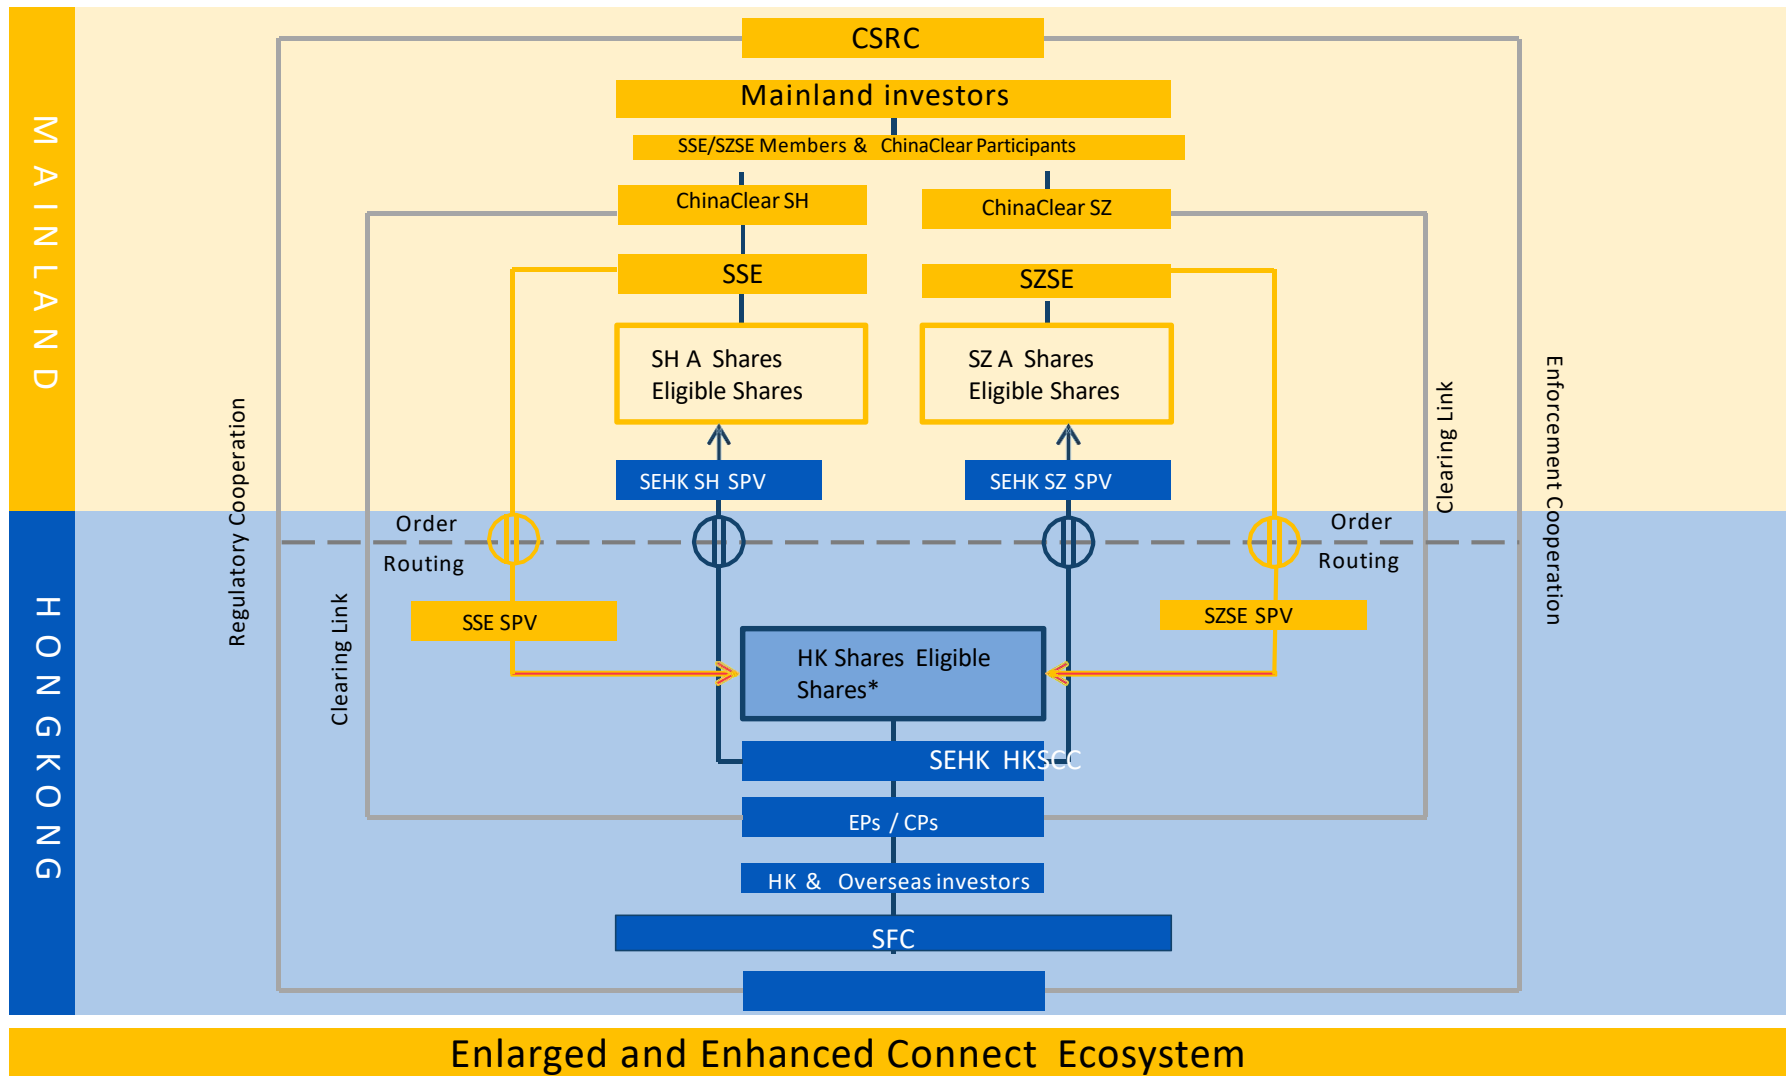 MAINLAND
CSRC
Mainland investors
SSE/SZSE Members & ChinaClear Participants
ChinaClear SH
ChinaClear SZ
SSE
SZSE
SH A Shares
Eligible Shares
SZ A Shares
Eligible Shares
Regulatory Cooperation
Clearing Link
Enforcement Cooperation
SEHK SH SPV
SEHK SZ SPV
HONGKONG
Order
Routing
Order
Routing
Clearing Link
SSE SPV
SZSE SPV
HK Shares Eligible
Shares*
SEHK HKSCC
EPs / CPs
HK & Overseas investors
SFC
Enlarged and Enhanced Connect Ecosystem